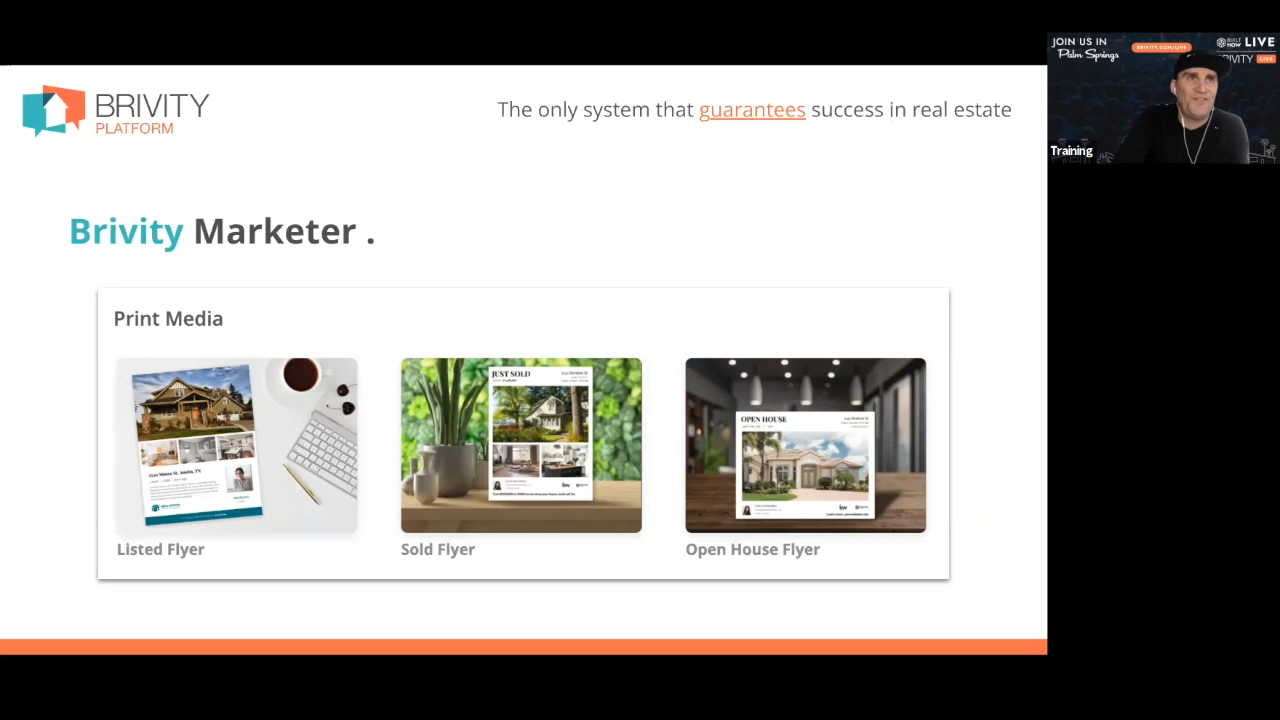 BRIVITY
PLATFORM
The only system that guarantees success in real estate
Brivity Marketer .
Print Media
JUST SOLD
OPEN HOUSE
Listed Flyer
Sold Flyer
Open House Flyer
JOIN US IN
Palm Springs
BRIVITY.COM/LIVE
BUILT
HOW
LIVE
LIVE
Training